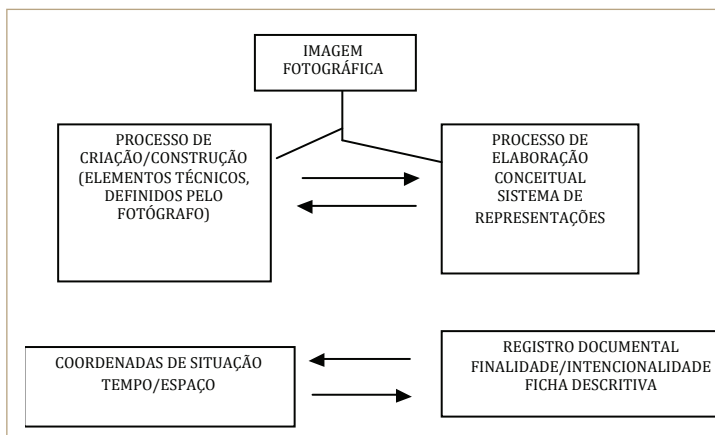 IMAGEM
FOTOGRÁFICA
PROCESSO DE
CRIAÇÃO/CONSTRUÇÃO
(ELEMENTOS TÉCNICOS,
DEFINIDOS PELO
FOTÓGRAFO)
PROCESSO DE
ELABORAÇÃO
CONCEITUAL
SISTEMA DE
REPRESENTAÇÕES
COORDENADAS DE SITUAÇÃO
TEMPO/ESPAÇO
REGISTRO DOCUMENTAL
FINALIDADE/INTENCIONALIDADE
FICHA DESCRITIVA